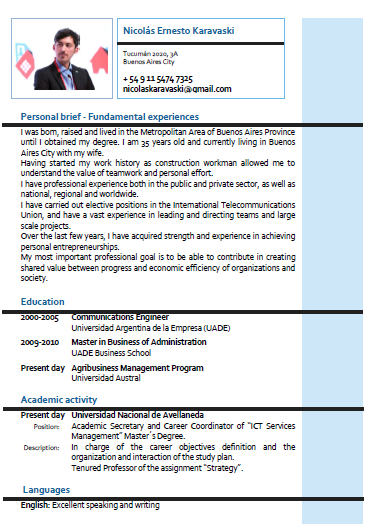 Nicolás Ernesto Karavaski
Tucumán 2020, 3A
Buenos Aires City
+ 54 9 11 5474 7325
nicolaskaravaski@gmail.com
Personal brief - Fundamental experiences
I was born, raised and lived in the Metropolitan Area of Buenos Aires Province
until I obtained my degree. I am 35 years old and currently living in Buenos
Aires City with my wife.
Having started my work history as construction workman allowed me to
understand the value of teamwork and personal effort.
I have professional experience both in the public and private sector, as well as
national, regional and worldwide.
I have carried out elective positions in the International Telecommunications
Union, and have a vast experience in leading and directing teams and large
scale projects.
Over the last few years, I have acquired strength and experience in achieving
personal entrepreneurships.
My most important professional goal is to be able to contribute in creating
shared value between progress and economic efficiency of organizations and
society.
Education
2000-2005 Communications Engineer
Universidad Argentina de la Empresa (UADE)
2009-2010 Master in Business of Administration
UADE Business School
Present day Agribusiness Management Program
Universidad Austral
Academic activity
Present day Universidad Nacional de Avellaneda
Position: Academic Secretary and Career Coordinator of "ICT Services
Management" Master´s Degree.
Description: In charge of the career objectives definition and the
organization and interaction of the study plan.
Tenured Professor of the assignment "Strategy".
Languages
English: Excellent speaking and writing